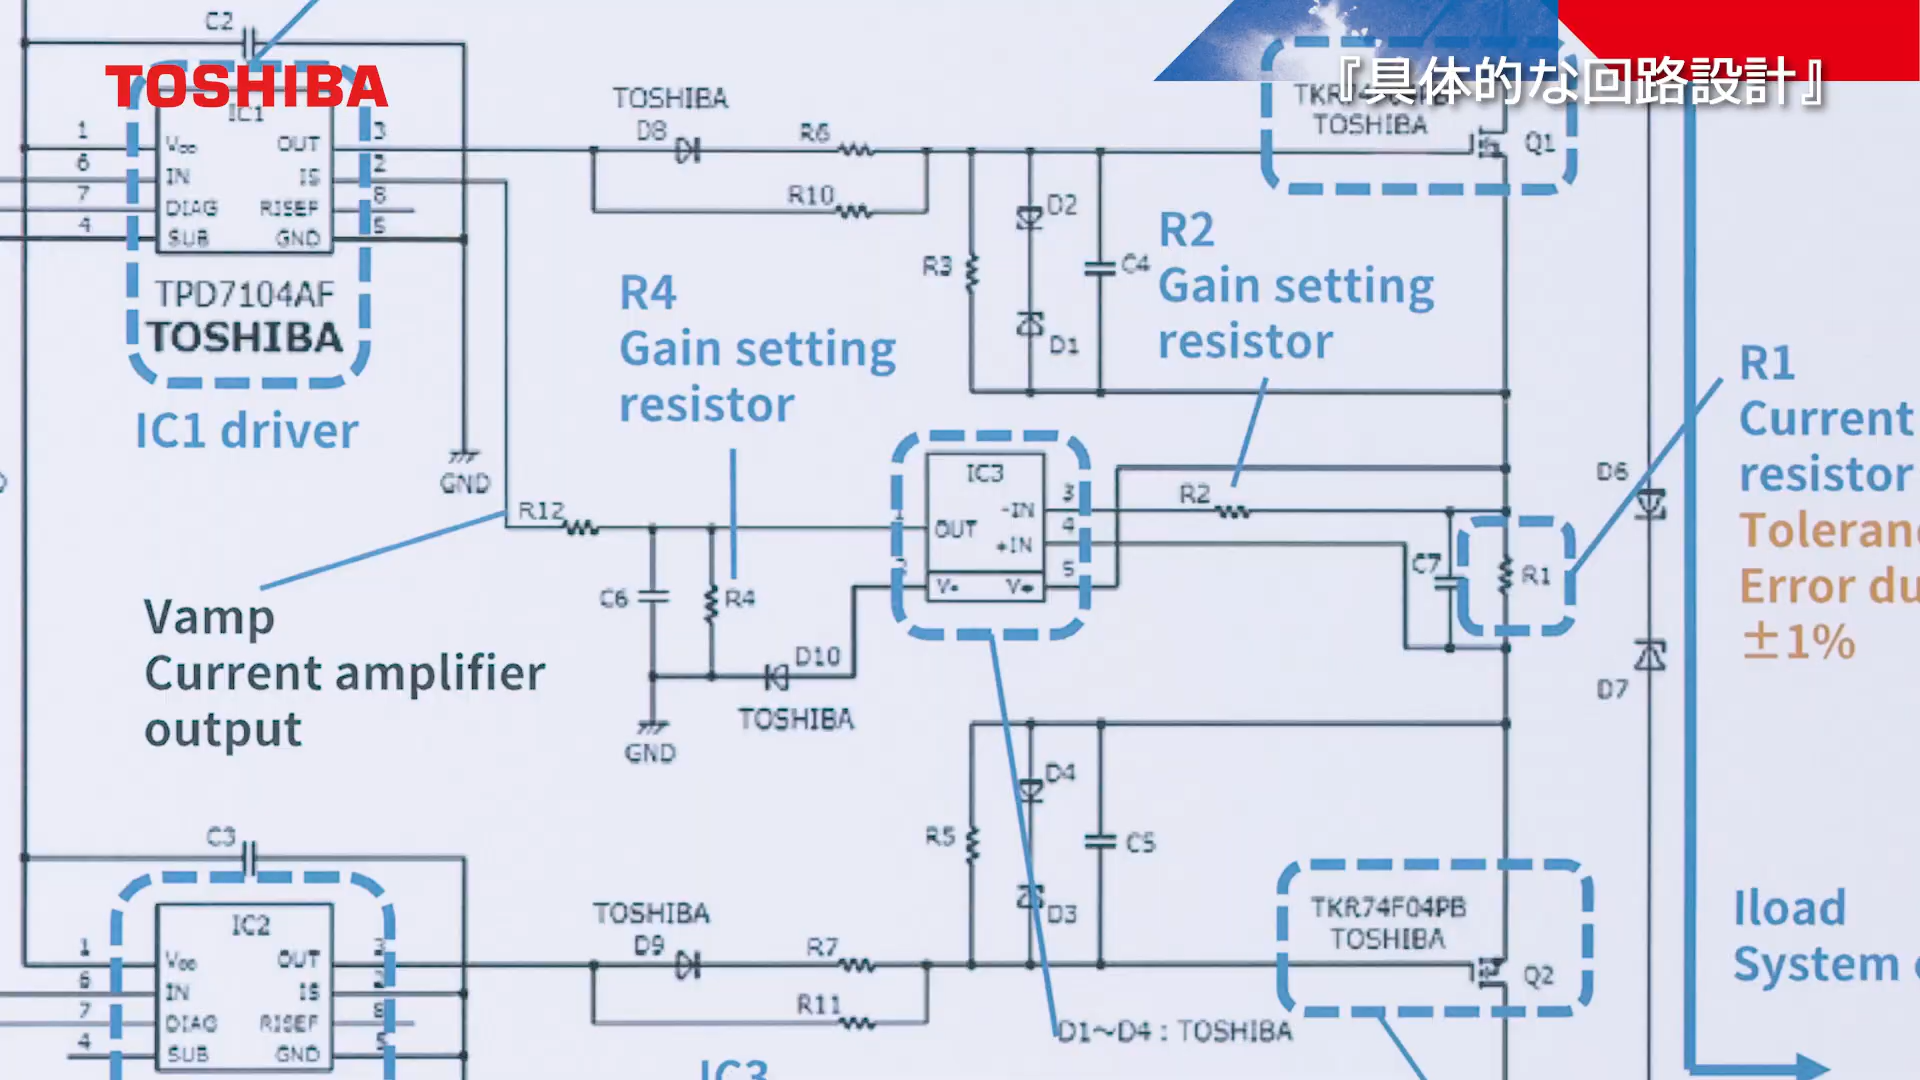 C2
TOSHIBA
『具体的な回路設計』
TOSHIBA
D8
R6
TOSHIBA
Q1
IC1
1
6
7
4
VDD
IN
DIAG
SUB
OUT
IS
RISEF
GND
3
2
8
5
R10
D2
R3
C4
D1
TPD7104AF
TOSHIBA
IC1 driver
GND
R4
Gain setting
resistor
R2
Gain setting
resistor
R1
Current
resistor
±1%
R12
IC3
OUT
-IN
+IN
V-
V+
1
3
4
5
R2
C7
R1
D6
D7
C6
R4
D10
TOSHIBA
GND
Vamp
Current amplifier
output
C3
IC2
1
6
7
4
VDD
IN
DIAG
SUB
OUT
IS
RISEF
GND
TOSHIBA
D9
R7
R11
D4
R5
C5
D3
TKR74F04PB
TOSHIBA
Q2
D1~D4 : TOSHIBA
Iload
System
IC3